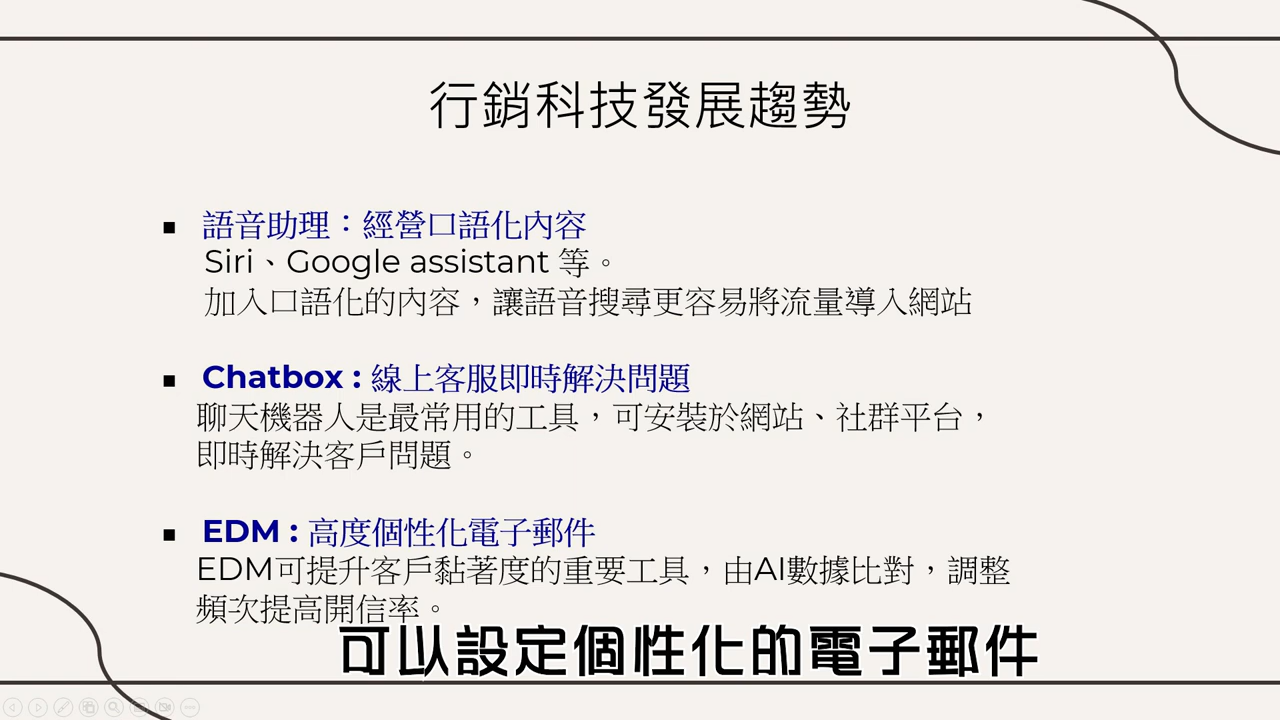 行銷科技發展趨勢
▪ 語音助理：經營口語化內容
Siri、Google assistant 等。
加入口語化的內容，讓語音搜尋更容易將流量導入網站
▪ Chatbox : 線上客服即時解決問題
聊天機器人是最常用的工具，可安裝於網站、社群平台，
即時解決客戶問題。
▪ EDM : 高度個性化電子郵件
EDM可提升客戶黏著度的重要工具，由AI數據比對，調整
頻次提高開信率。
可以設定個性化的電子郵件